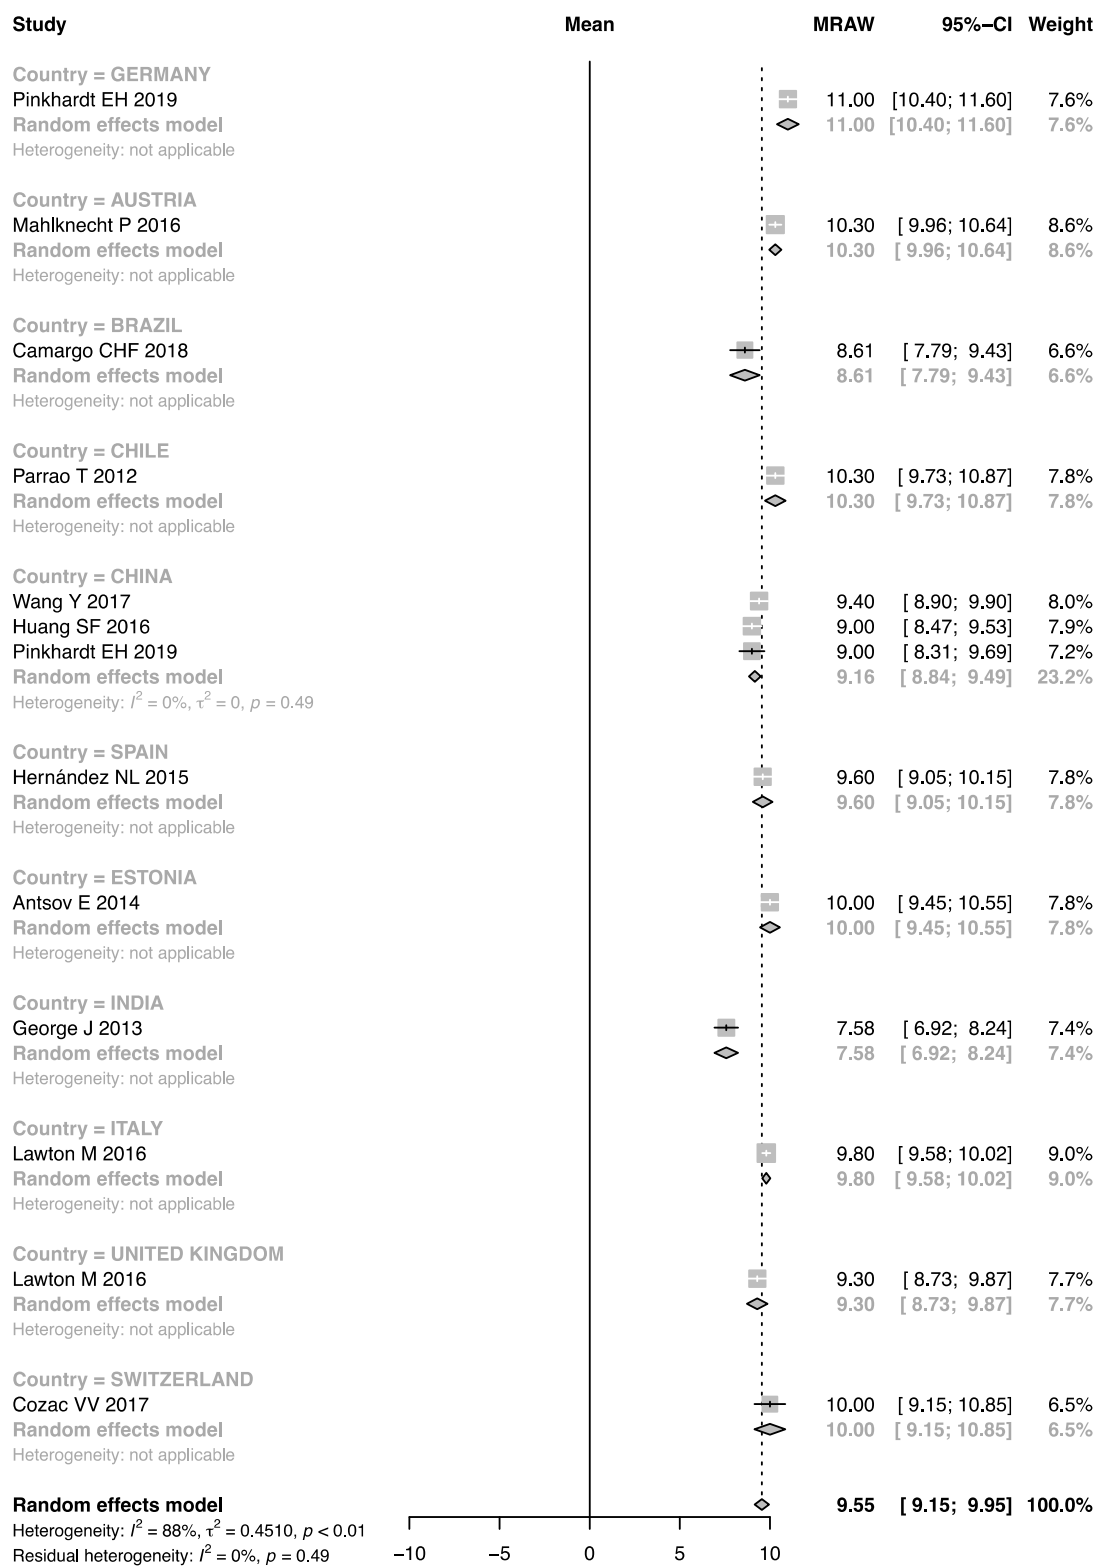 Study Mean MRAW 95%–CI Weight
Country = GERMANY
Pinkhardt EH 2019 11.00 [10.40; 11.60] 7.6%
Random effects model 11.00 [10.40; 11.60] 7.6%
Heterogeneity: not applicable
Country = AUSTRIA
Mahlknecht P 2016 10.30 [ 9.96; 10.64] 8.6%
Random effects model 10.30 [ 9.96; 10.64] 8.6%
Heterogeneity: not applicable
Country = BRAZIL
Camargo CHF 2018 8.61 [ 7.79; 9.43] 6.6%
Random effects model 8.61 [ 7.79; 9.43] 6.6%
Heterogeneity: not applicable
Country = CHILE
Parrao T 2012 10.30 [ 9.73; 10.87] 7.8%
Random effects model 10.30 [ 9.73; 10.87] 7.8%
Heterogeneity: not applicable
Country = CHINA
Wang Y 2017 9.40 [ 8.90; 9.90] 8.0%
Huang SF 2016 9.00 [ 8.47; 9.53] 7.9%
Pinkhardt EH 2019 9.00 [ 8.31; 9.69] 7.2%
Random effects model 9.16 [ 8.84; 9.49] 23.2%
Heterogeneity: I² = 0%, τ² = 0, p = 0.49
Country = SPAIN
Hernández NL 2015 9.60 [ 9.05; 10.15] 7.8%
Random effects model 9.60 [ 9.05; 10.15] 7.8%
Heterogeneity: not applicable
Country = ESTONIA
Antsov E 2014 10.00 [ 9.45; 10.55] 7.8%
Random effects model 10.00 [ 9.45; 10.55] 7.8%
Heterogeneity: not applicable
Country = INDIA
George J 2013 7.58 [ 6.92; 8.24] 7.4%
Random effects model 7.58 [ 6.92; 8.24] 7.4%
Heterogeneity: not applicable
Country = ITALY
Lawton M 2016 9.80 [ 9.58; 10.02] 9.0%
Random effects model 9.80 [ 9.58; 10.02] 9.0%
Heterogeneity: not applicable
Country = UNITED KINGDOM
Lawton M 2016 9.30 [ 8.73; 9.87] 7.7%
Random effects model 9.30 [ 8.73; 9.87] 7.7%
Heterogeneity: not applicable
Country = SWITZERLAND
Cozac VV 2017 10.00 [ 9.15; 10.85] 6.5%
Random effects model 10.00 [ 9.15; 10.85] 6.5%
Heterogeneity: not applicable
Random effects model 9.55 [ 9.15; 9.95] 100.0%
Heterogeneity: I² = 88%, τ² = 0.4510, p < 0.01
Residual heterogeneity: I² = 0%, p = 0.49 −10 −5 0 5 10